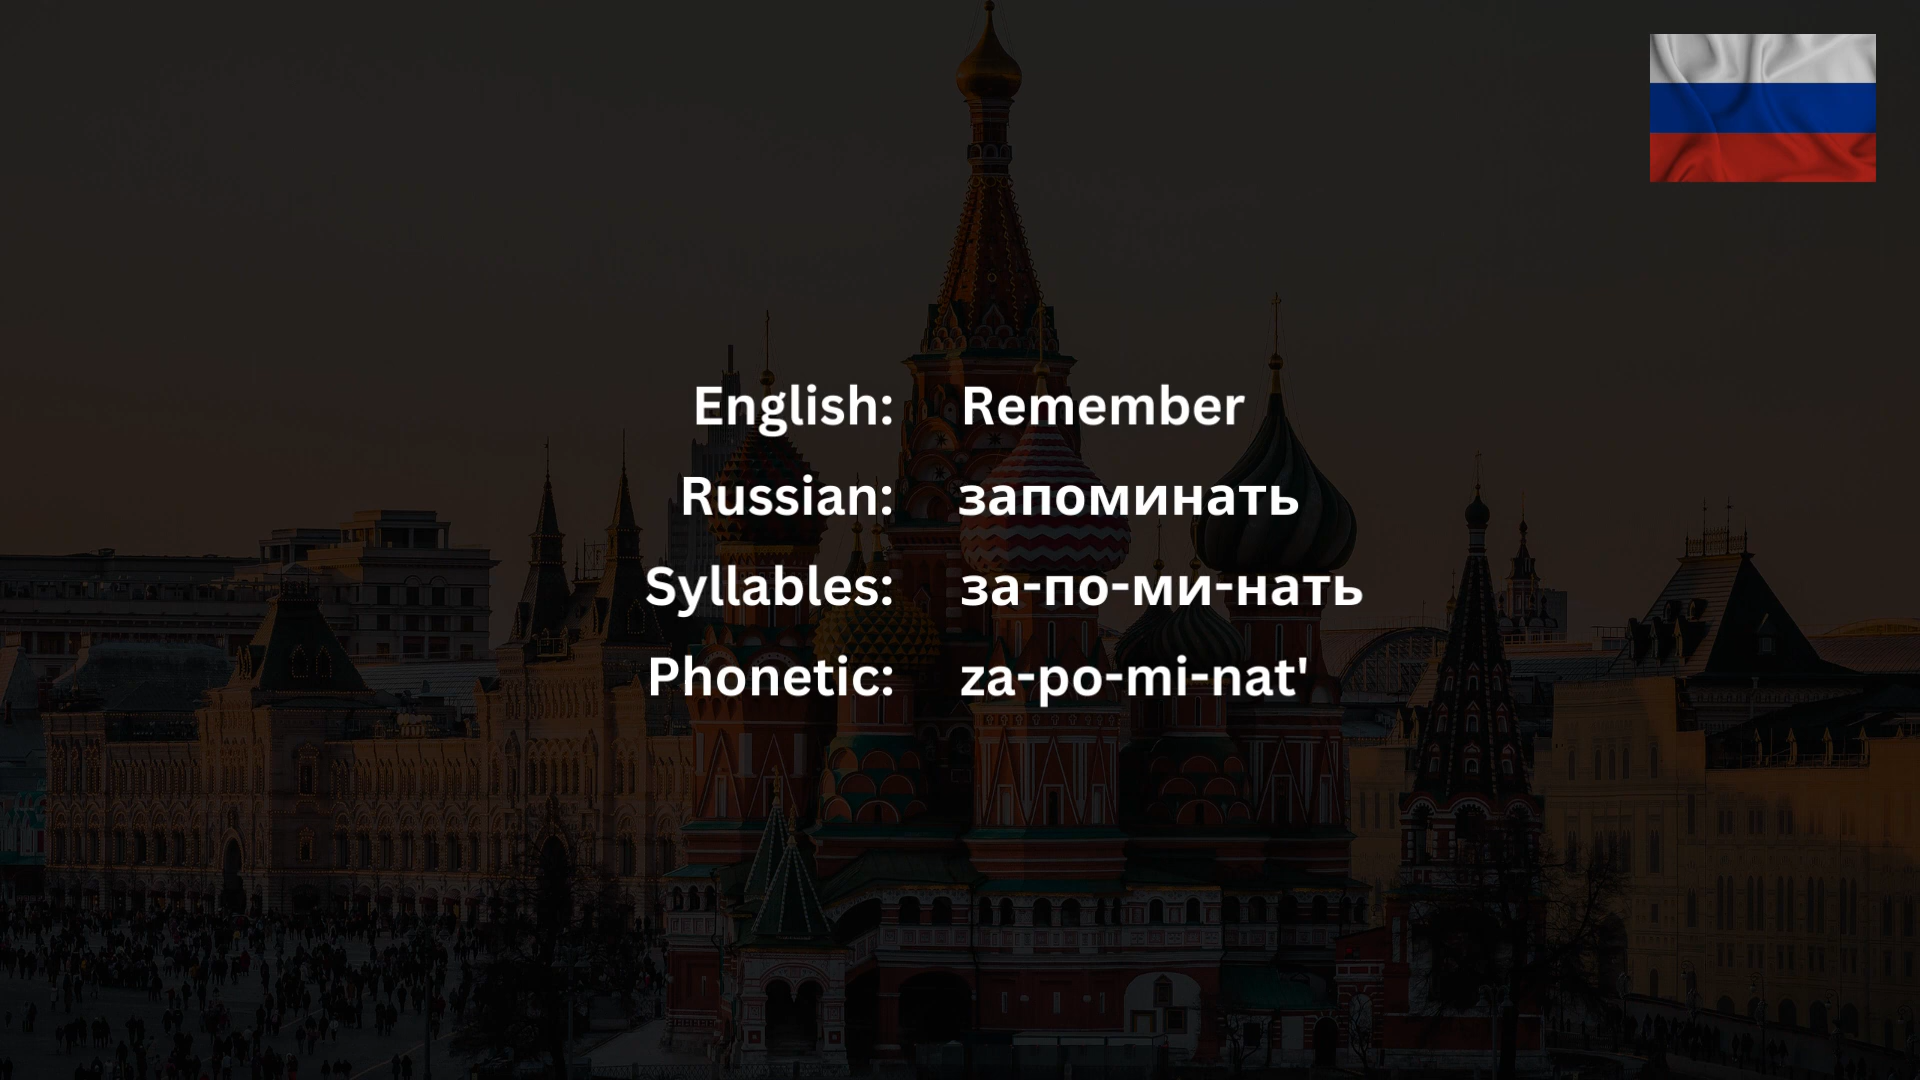 English: Remember
Russian: запоминать
Syllables: за-по-ми-нать
Phonetic: za-po-mi-nat'